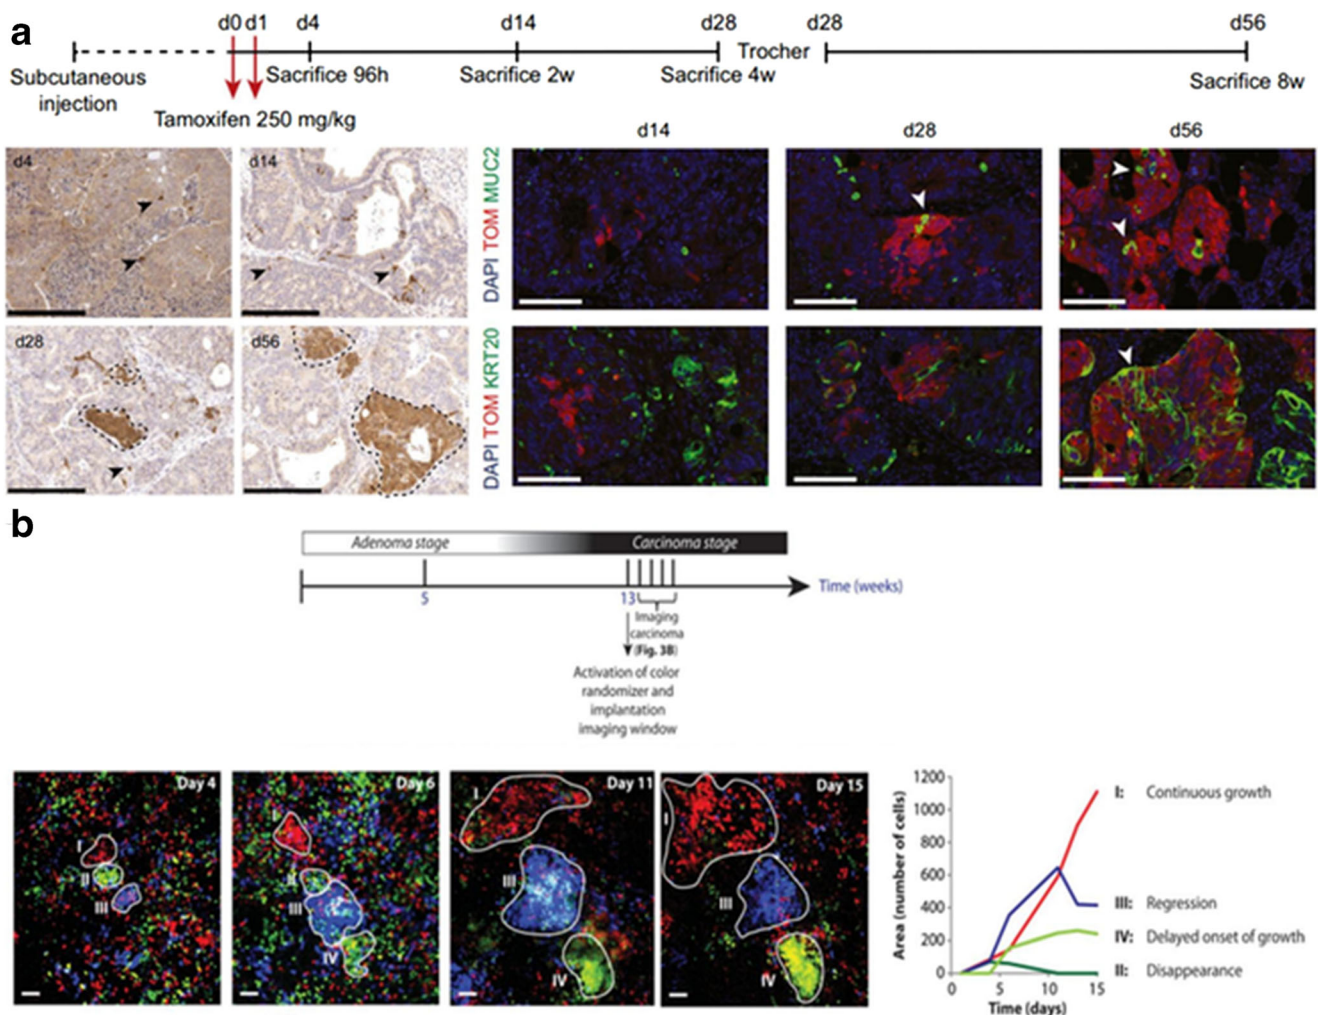 a
d0 d1 d4 d14 d28 d28 d56
Trocher
Subcutaneous
injection
Sacrifice 96h Sacrifice 2w Sacrifice 4w Sacrifice 8w
Tamoxifen 250 mg/kg
d14 d28 d56
d4
d14
DAPI TOM MUC2
d28
d56
DAPI TOM KRT20
b
Adenoma stage Carcinoma stage
Time (weeks)
5 13
Imaging
carcinoma
(Fig. 3B)
Activation of color
randomizer and
implantation
imaging window
Day 4
I
II
III
Day 6
I
II
III
IV
Day 11
I
III
IV
Day 15
I
III
IV
Area (number of cells)
1200
1000
800
600
400
200
0
0 5 10 15
Time (days)
I: Continuous growth
III: Regression
IV: Delayed onset of growth
II: Disappearance